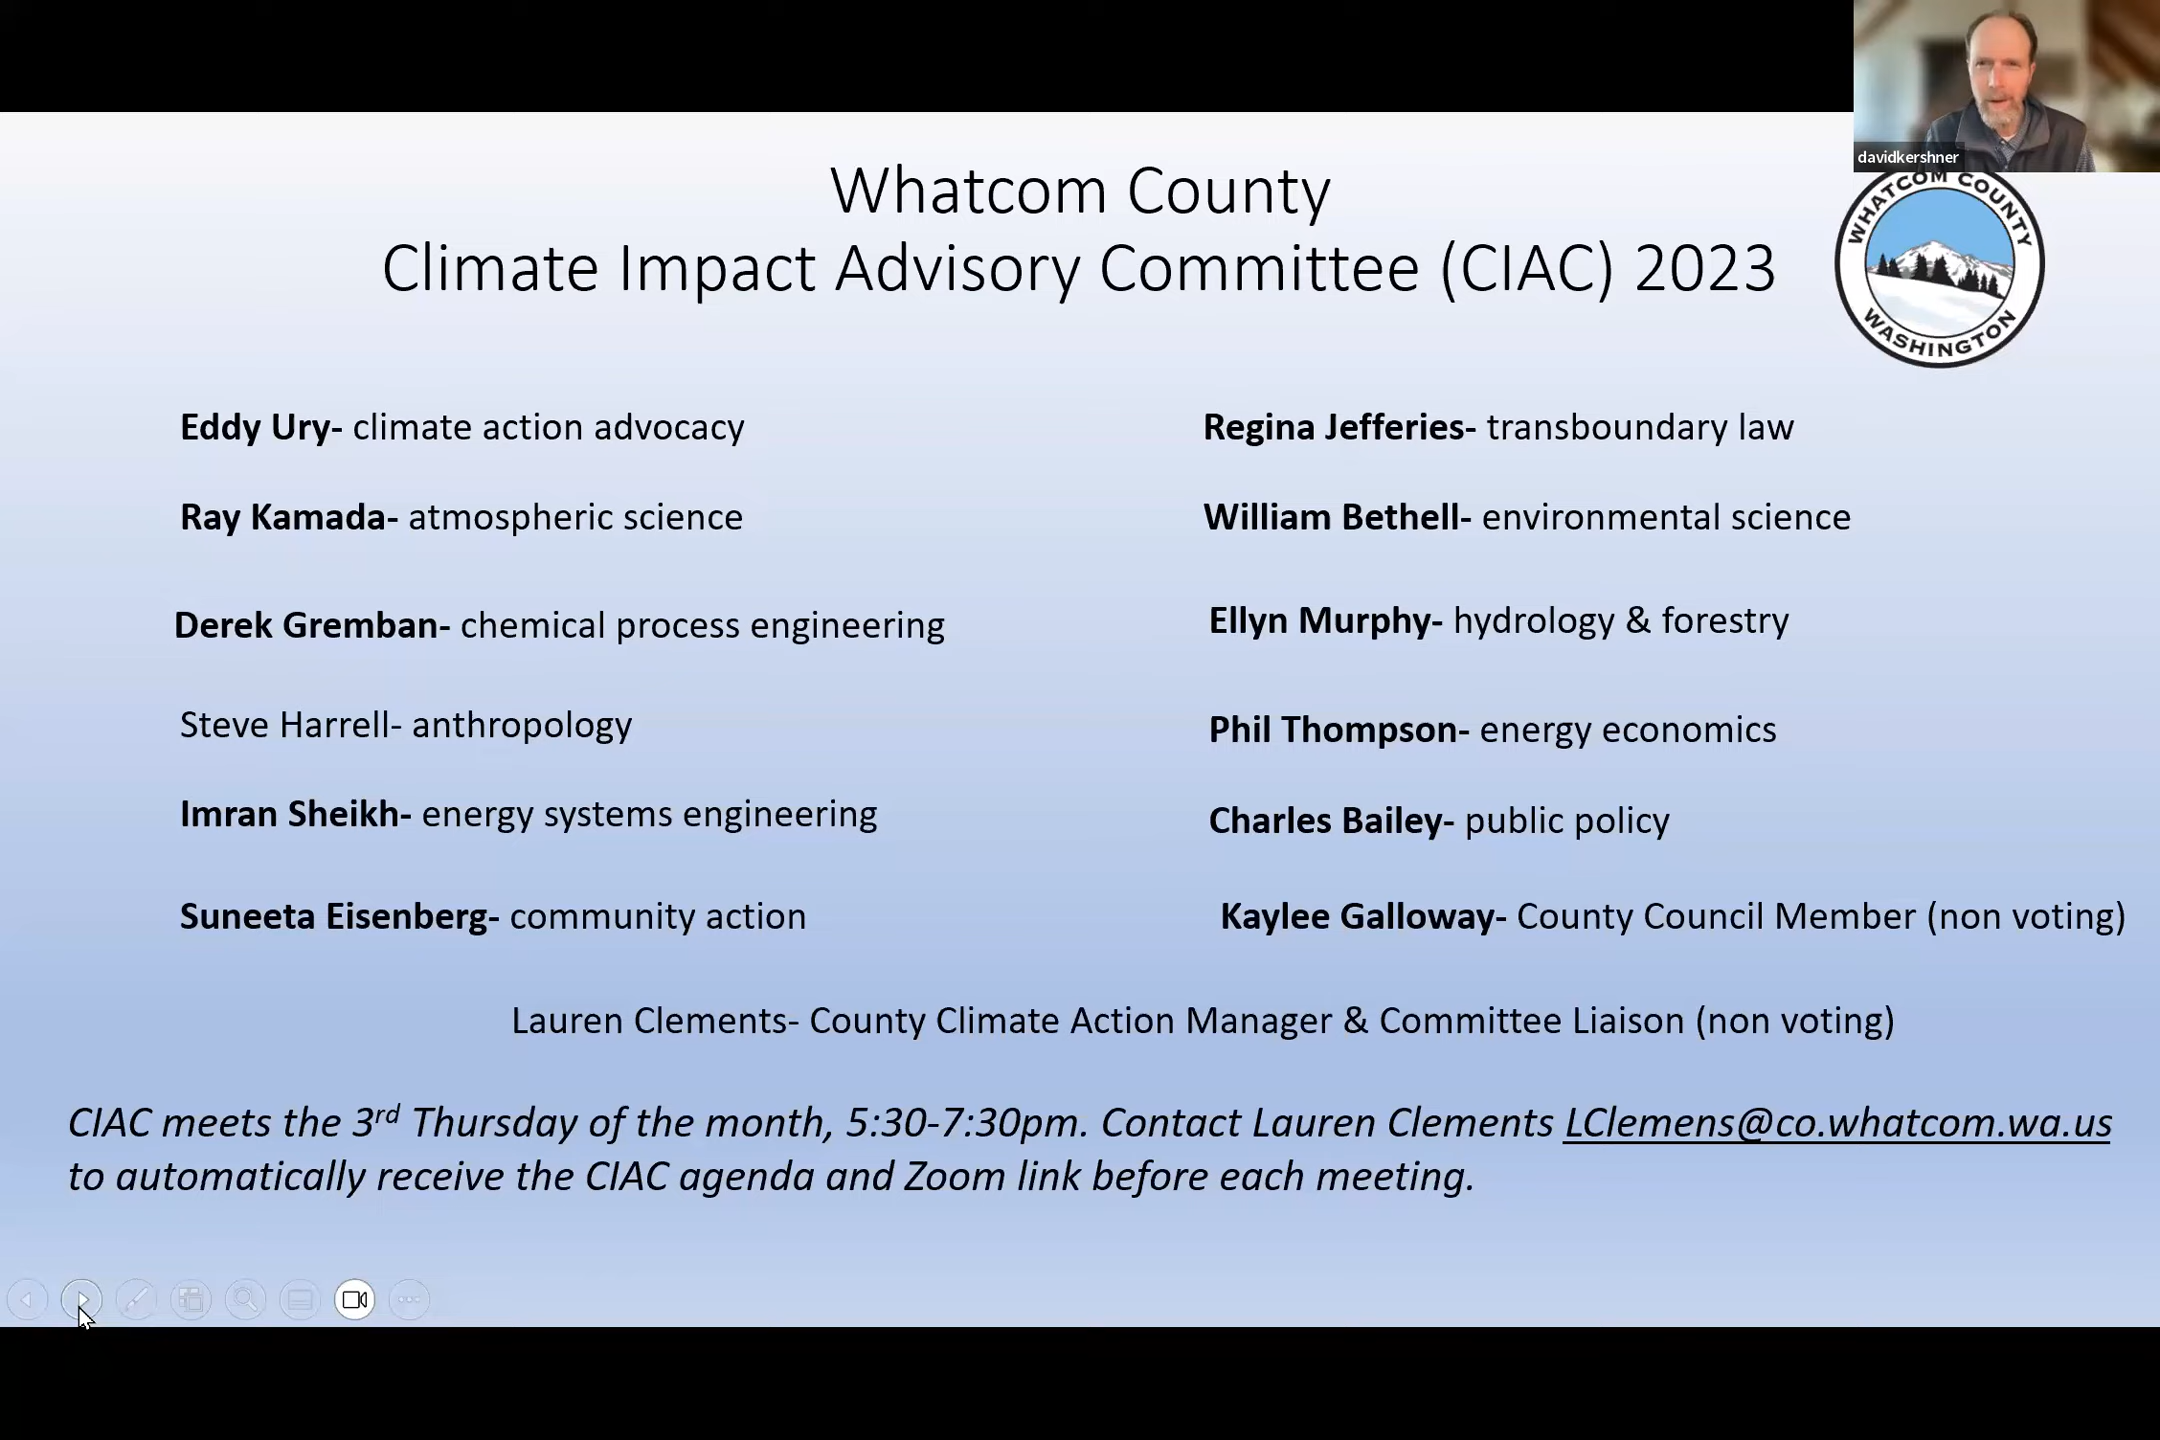 davidkershner
Whatcom County
Climate Impact Advisory Committee (CIAC) 2023
WHATCOM COUNTY
WASHINGTON
Eddy Ury- climate action advocacy
Regina Jefferies- transboundary law
Ray Kamada- atmospheric science
William Bethell- environmental science
Derek Gremban- chemical process engineering
Ellyn Murphy- hydrology & forestry
Steve Harrell- anthropology
Phil Thompson- energy economics
Imran Sheikh- energy systems engineering
Charles Bailey- public policy
Suneeta Eisenberg- community action
Kaylee Galloway- County Council Member (non voting)
Lauren Clements- County Climate Action Manager & Committee Liaison (non voting)
CIAC meets the 3rd Thursday of the month, 5:30-7:30pm. Contact Lauren Clements LClemens@co.whatcom.wa.us
to automatically receive the CIAC agenda and Zoom link before each meeting.